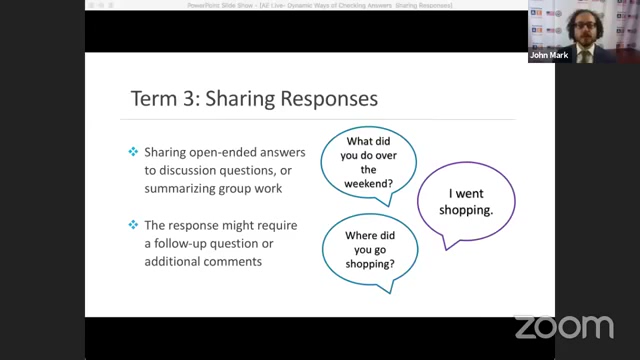 PowerPoint Slide Show - [AE Live- Dynamic Ways of Checking Answers  Sharing Responses]
John Mark
Term 3: Sharing Responses
Sharing open-ended answers
to discussion questions, or
summarizing group work
The response might require
a follow-up question or
additional comments
What did
you do over
the
weekend?
I went
shopping.
Where did
you go
shopping?
zoom